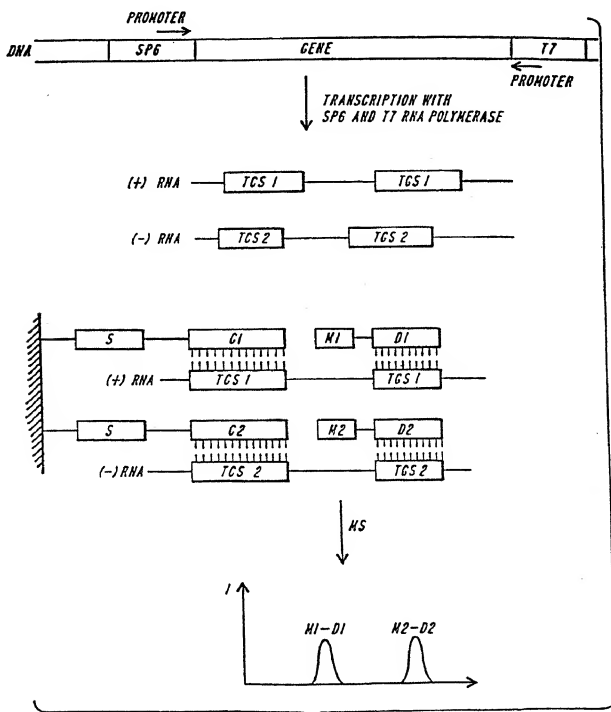 PROMOTER
DNA SP6 GENE T7
PROMOTER
TRANSCRIPTION WITH
SP6 AND T7 RNA POLYMERASE
(+) RNA TCS 1 TCS 1
(-) RNA TCS 2 TCS 2
S C1 M1 D1
(+) RNA TCS 1 TCS 1
S C2 M2 D2
(-) RNA TCS 2 TCS 2
MS
I
M1-D1 M2-D2